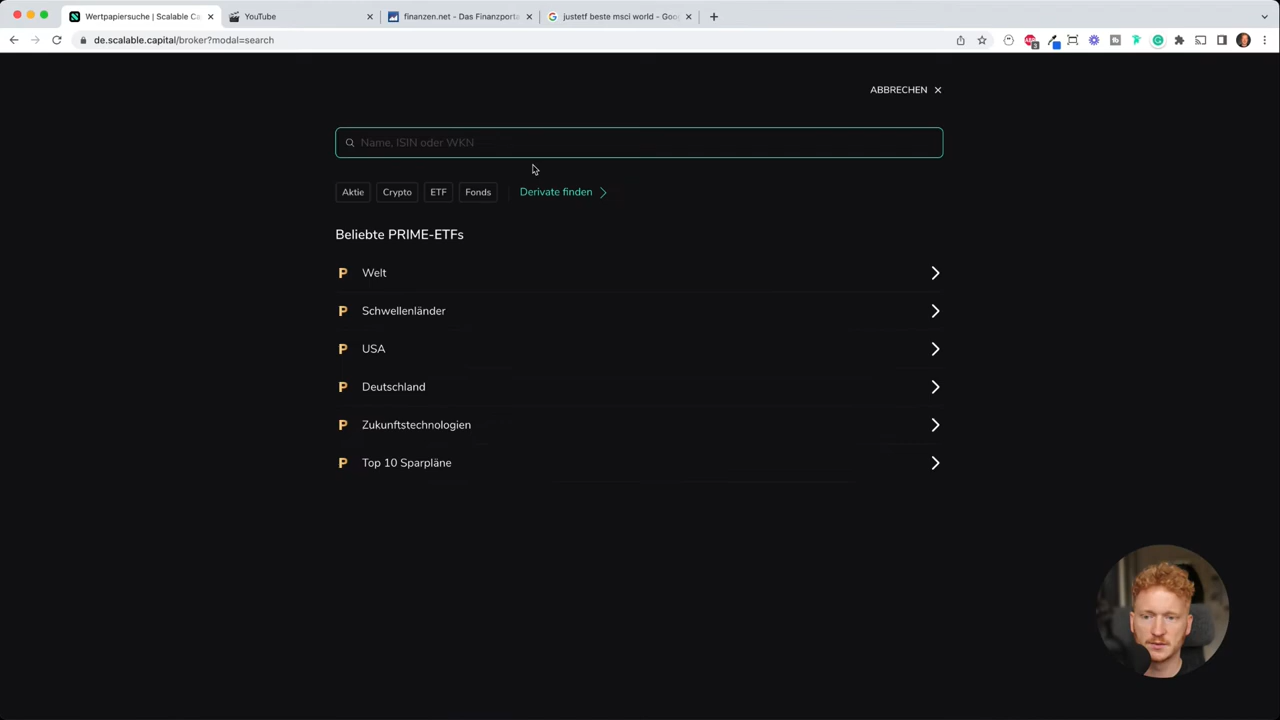 Wertpapiersuche | Scalable Ca
YouTube
finanzen.net - Das Finanzporta
justetf beste msci world - Goo
de.scalable.capital/broker?modal=search
ABBRECHEN
Name, ISIN oder WKN
Aktie
Crypto
ETF
Fonds
Derivate finden
Beliebte PRIME-ETFs
P Welt
P Schwellenländer
P USA
P Deutschland
P Zukunftstechnologien
P Top 10 Sparpläne